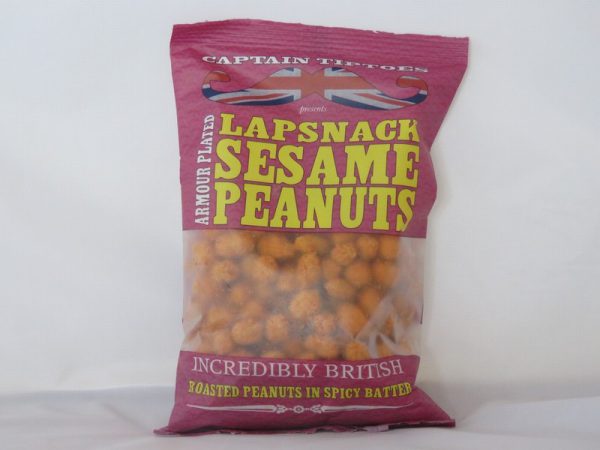 CAPTAIN TIPTOES
presents
ARMOUR PLATED
LAPSNACK
SESAME
PEANUTS
INCREDIBLY BRITISH
ROASTED PEANUTS IN SPICY BATTER